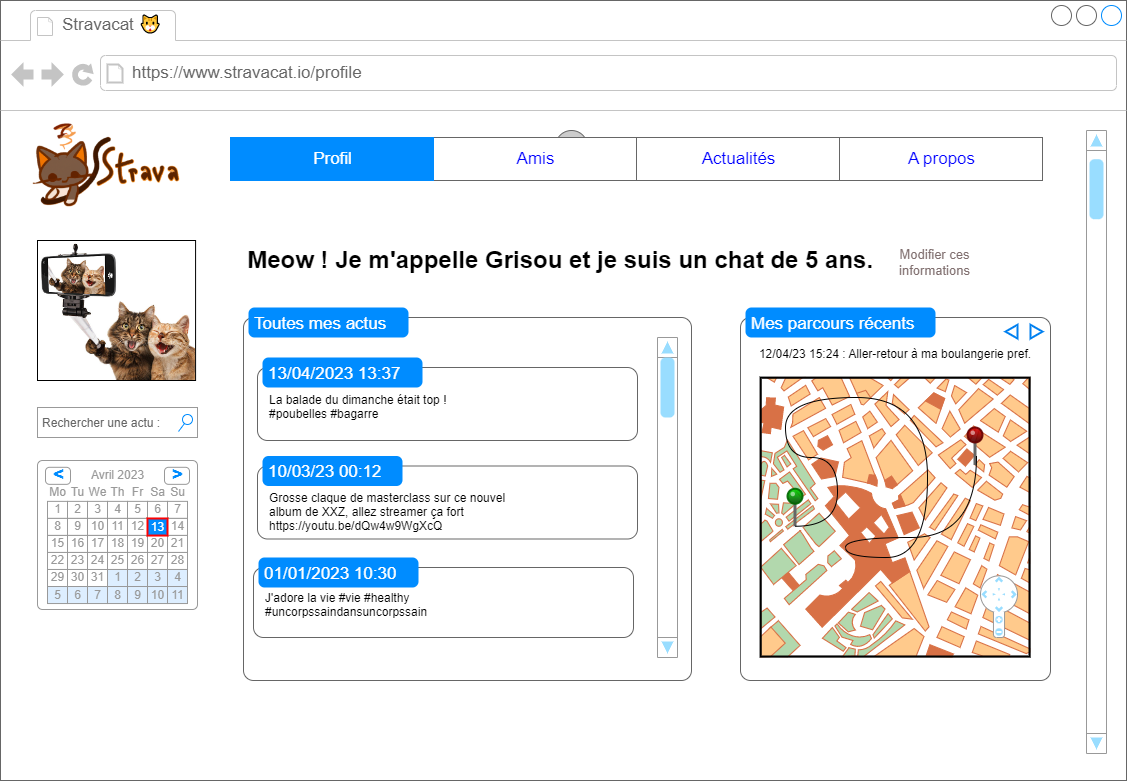 Stravacat
https://www.stravacat.io/profile
Strava
Profil
Amis
Actualités
A propos
Meow ! Je m'appelle Grisou et je suis un chat de 5 ans.
Modifier ces
informations
Rechercher une actu :
< Avril 2023 >
Mo Tu We Th Fr Sa Su
1 2 3 4 5 6 7
8 9 10 11 12 13 14
15 16 17 18 19 20 21
22 23 24 25 26 27 28
29 30 31 1 2 3 4
5 6 7 8 9 10 11
Toutes mes actus
13/04/2023 13:37
La balade du dimanche était top !
#poubelles #bagarre
10/03/23 00:12
Grosse claque de masterclass sur ce nouvel
album de XXZ, allez streamer ça fort
https://youtu.be/dQw4w9WgXcQ
01/01/2023 10:30
J'adore la vie #vie #healthy
#uncorpssaindansuncorpssain
Mes parcours récents
12/04/23 15:24 : Aller-retour à ma boulangerie pref.